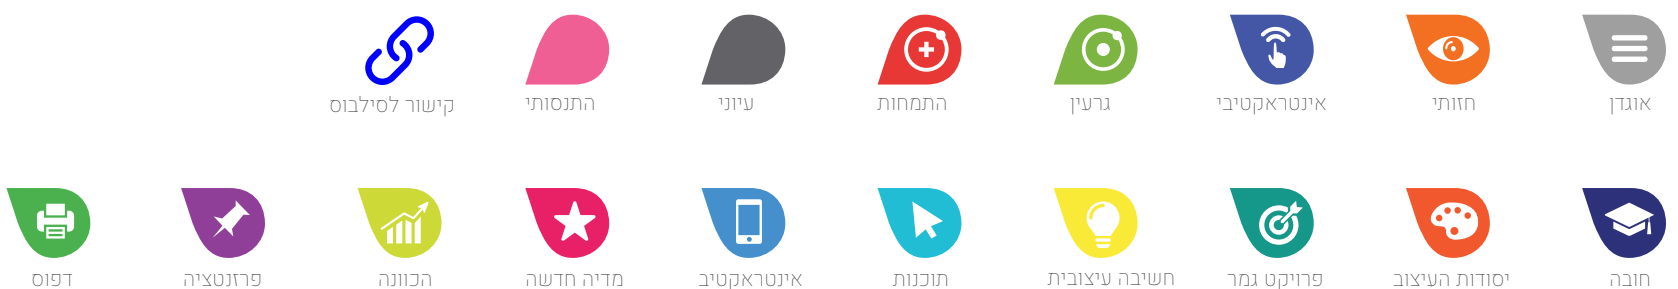 אוגדן
חזותי
אינטראקטיבי
גרעין
התמחות
עיוני
התנסותי
קישור לסילבוס
חובה
יסודות העיצוב
פרויקט גמר
חשיבה עיצובית
תוכנות
אינטראקטיב
מדיה חדשה
הכוונה
פרזנטציה
דפוס